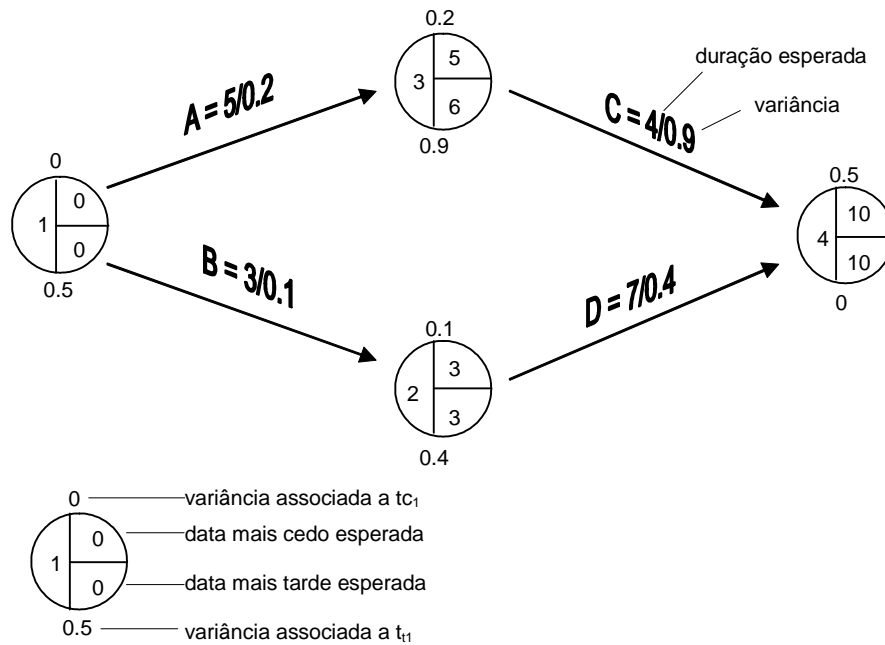 0.2
5
3
6
0.9
duração esperada
variância
A = 5/0.2
C = 4/0.9
0
0
1
0
0.5
0.5
10
4
10
0
B = 3/0.1
D = 7/0.4
0.1
3
2
3
0.4
0
variância associada a tc₁
0
data mais cedo esperada
1
0
data mais tarde esperada
0.5
variância associada a tₜ₁